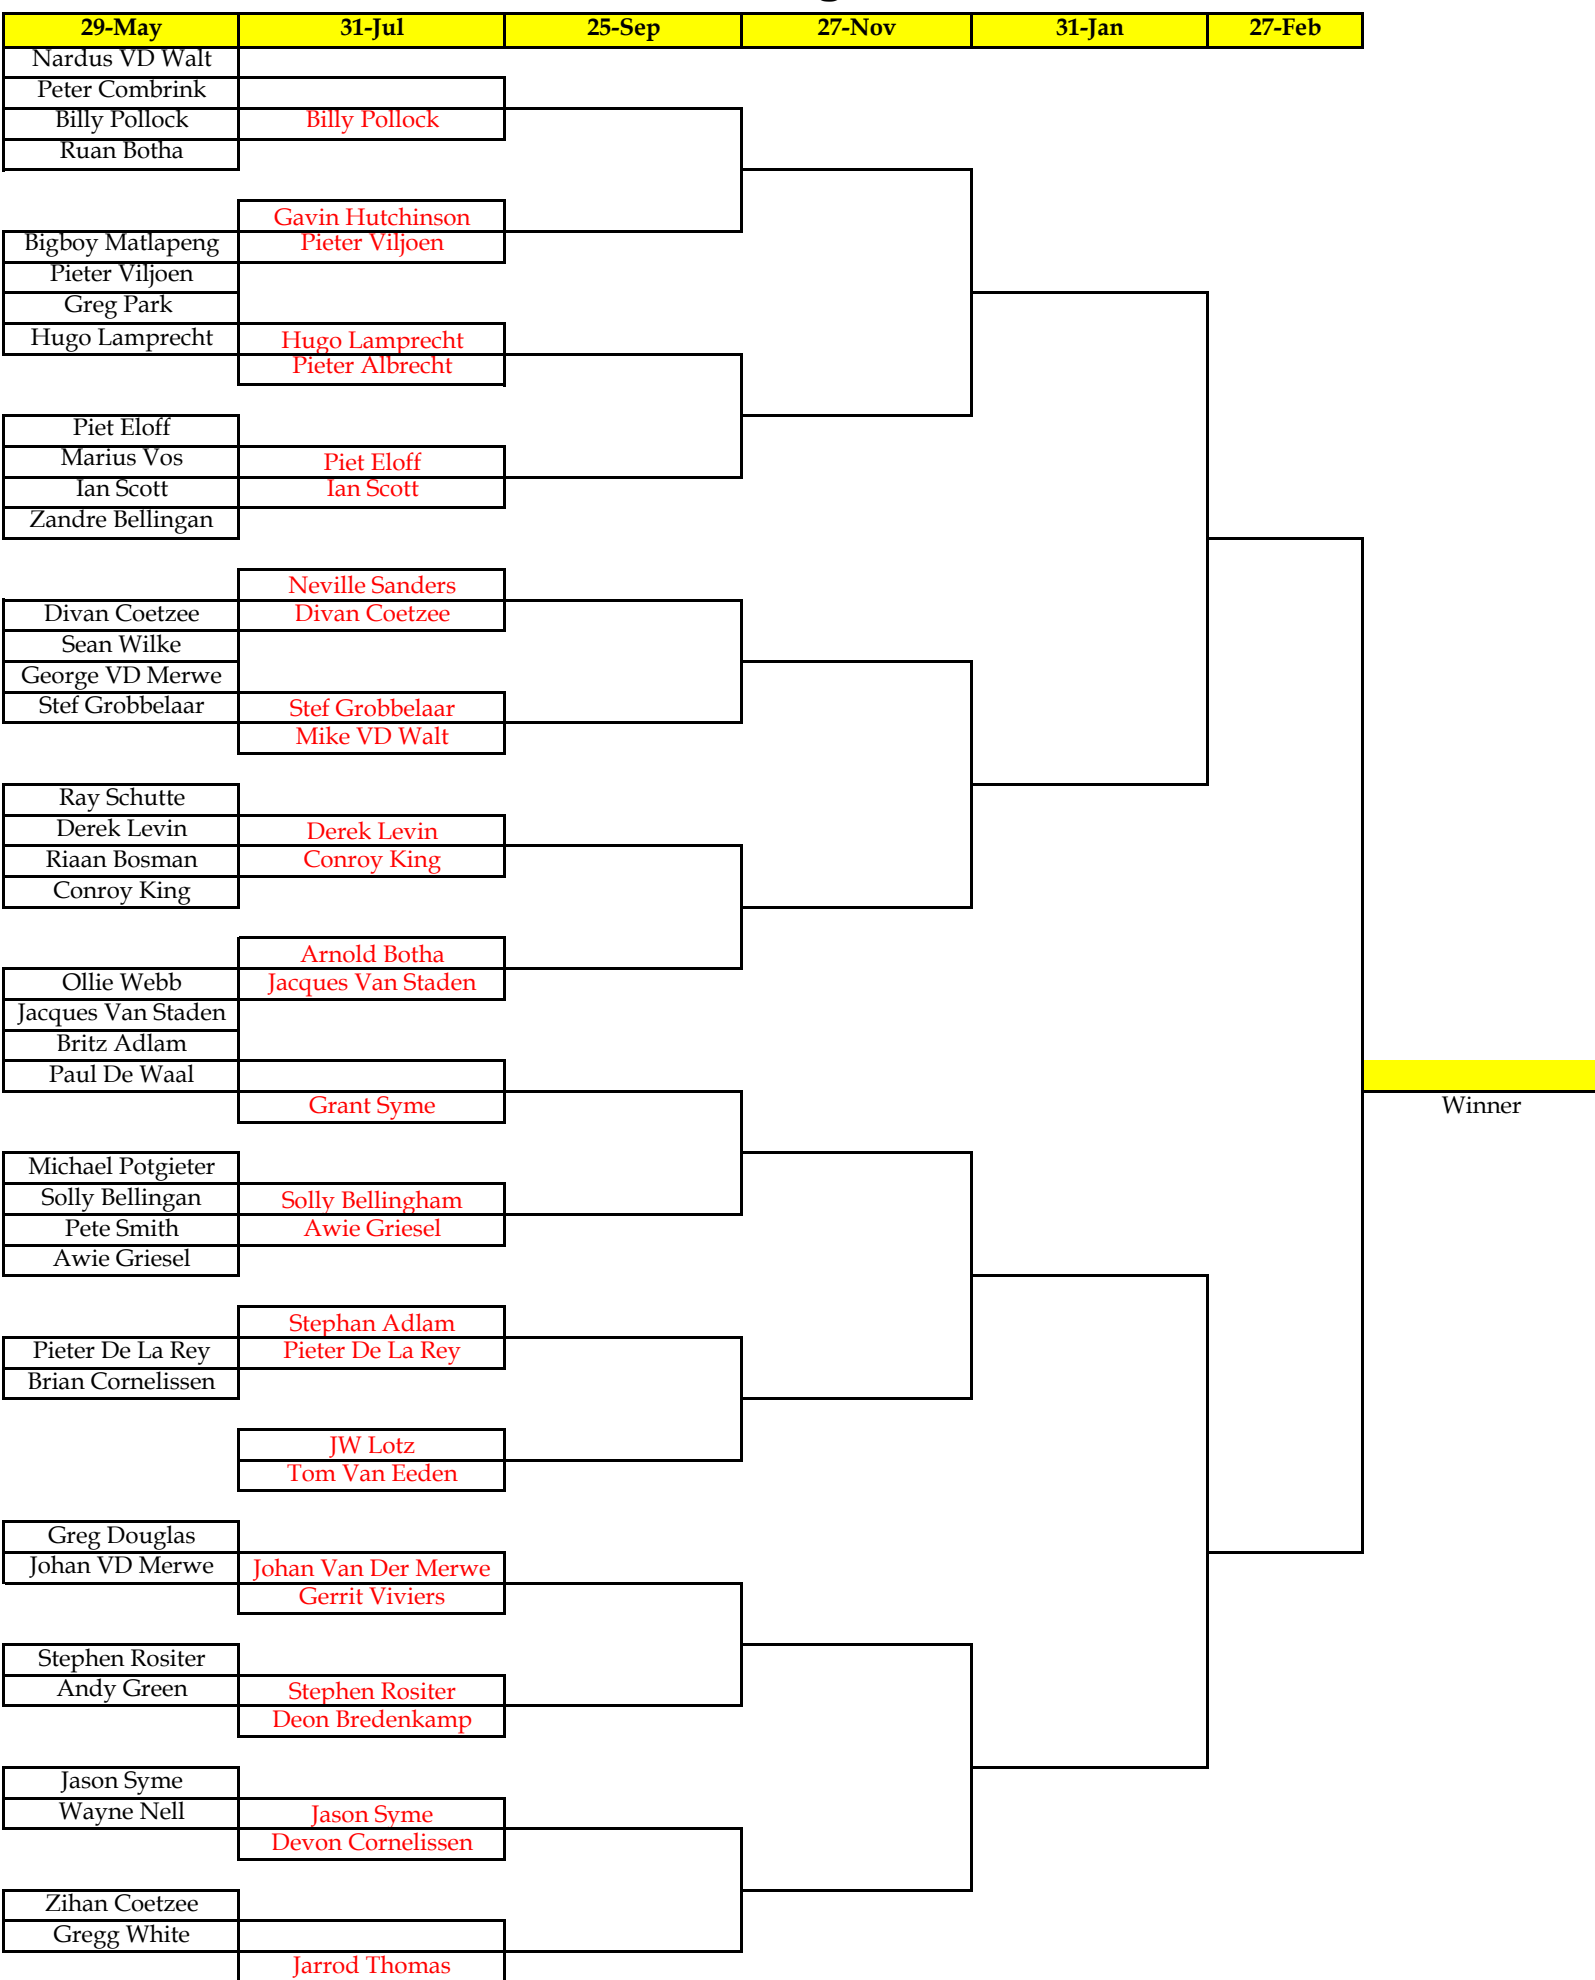 29-May 31-Jul 25-Sep 27-Nov 31-Jan 27-Feb
Nardus VD Walt
Peter Combrink
Billy Pollock Billy Pollock
Ruan Botha
Gavin Hutchinson
Bigboy Matlapeng Pieter Viljoen
Pieter Viljoen
Greg Park
Hugo Lamprecht Hugo Lamprecht
Pieter Albrecht
Piet Eloff
Marius Vos Piet Eloff
Ian Scott Ian Scott
Zandre Bellingan
Neville Sanders
Divan Coetzee Divan Coetzee
Sean Wilke
George VD Merwe
Stef Grobbelaar Stef Grobbelaar
Mike VD Walt
Ray Schutte
Derek Levin Derek Levin
Riaan Bosman Conroy King
Conroy King
Arnold Botha
Ollie Webb Jacques Van Staden
Jacques Van Staden
Britz Adlam
Paul De Waal
Grant Syme Winner
Michael Potgieter
Solly Bellingan Solly Bellingham
Pete Smith Awie Griesel
Awie Griesel
Stephan Adlam
Pieter De La Rey Pieter De La Rey
Brian Cornelissen
JW Lotz
Tom Van Eeden
Greg Douglas
Johan VD Merwe Johan Van Der Merwe
Gerrit Viviers
Stephen Rositer
Andy Green Stephen Rositer
Deon Bredenkamp
Jason Syme
Wayne Nell Jason Syme
Devon Cornelissen
Zihan Coetzee
Gregg White
Jarrod Thomas